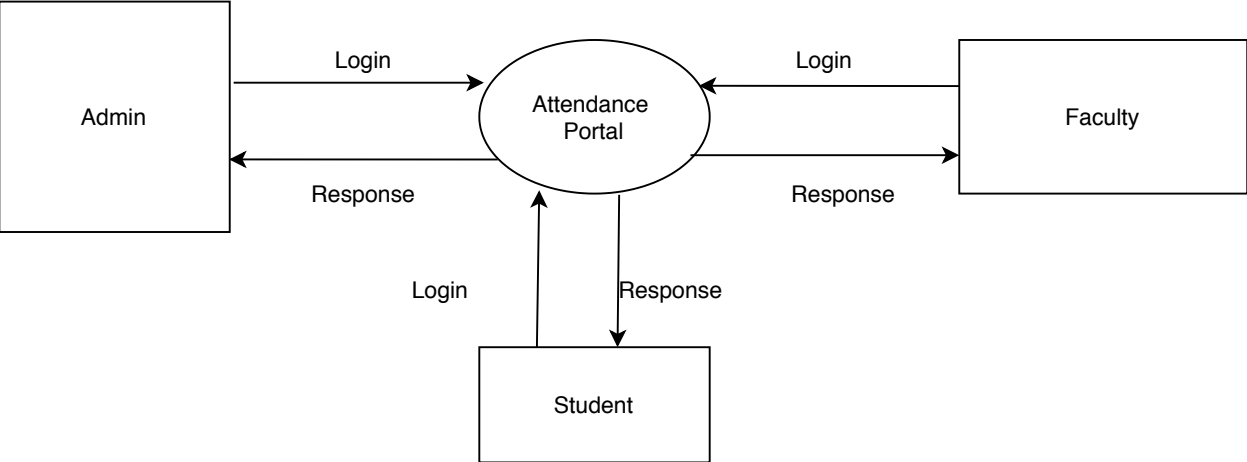 Login
Login
Admin
Attendance
Portal
Faculty
Response
Response
Login
Response
Student